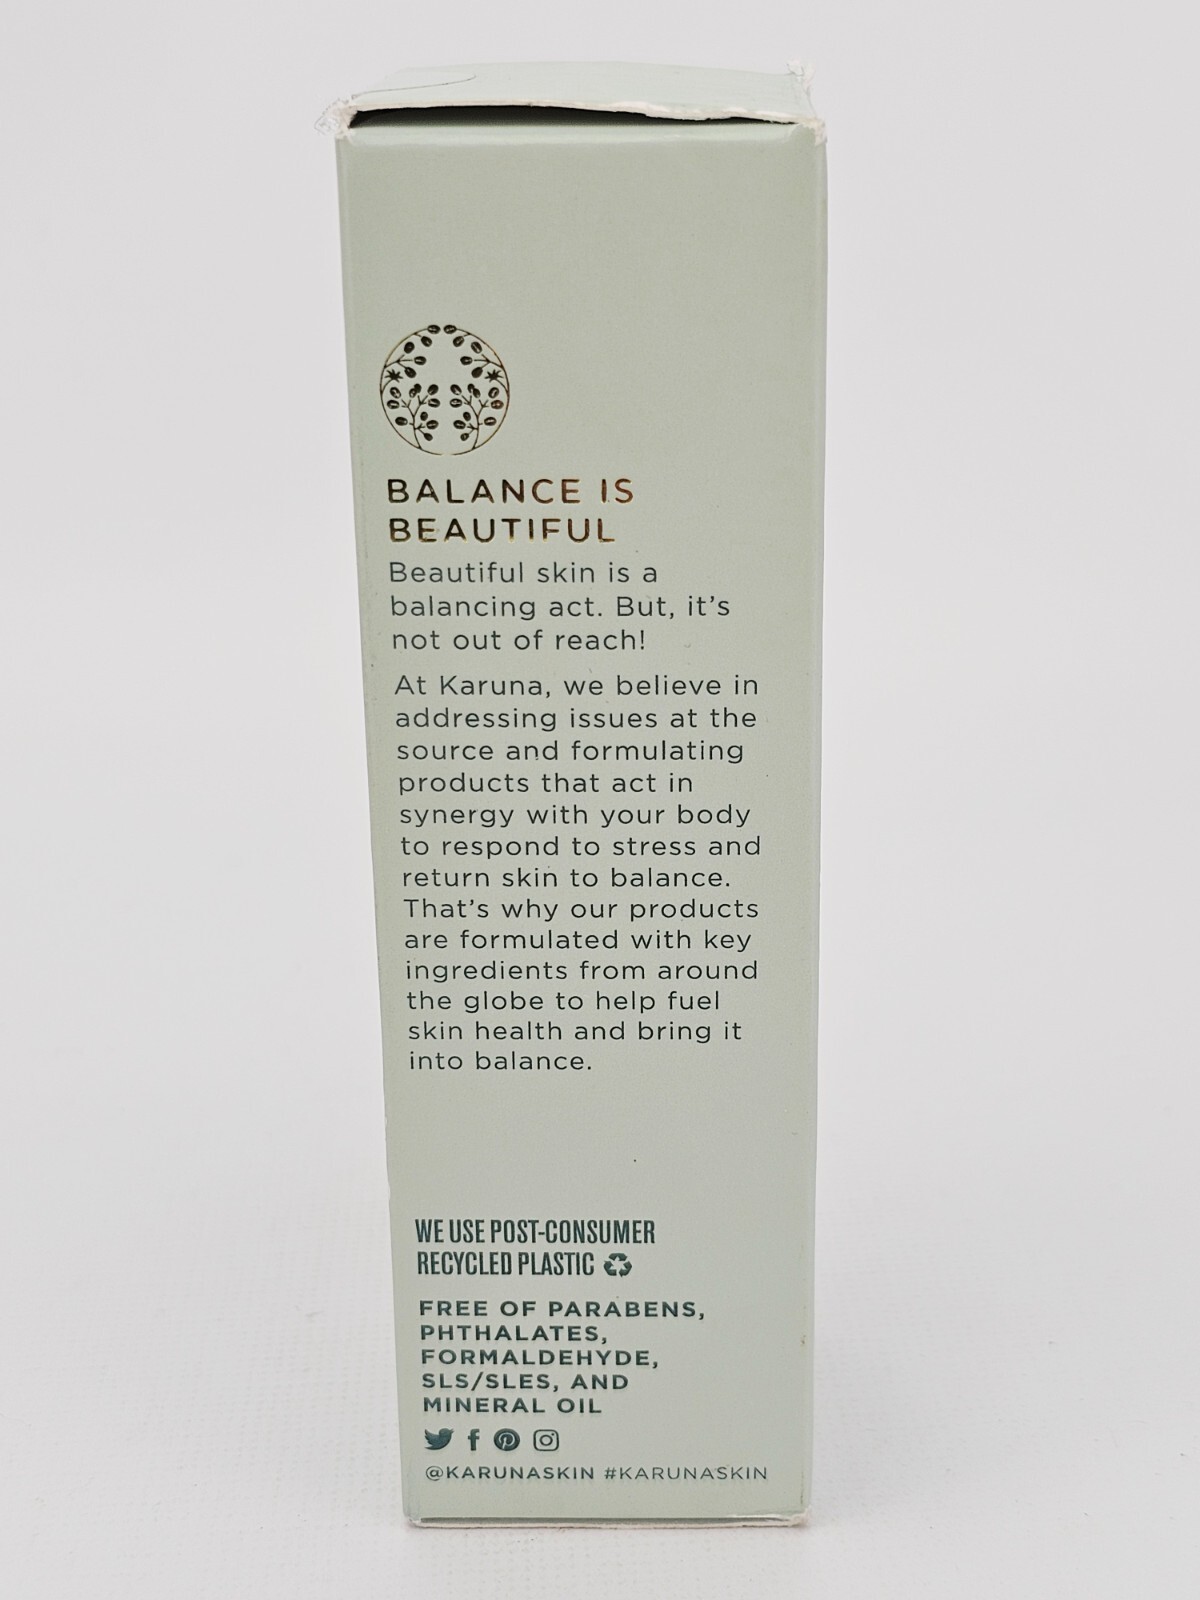 BALANCE IS
BEAUTIFUL
Beautiful skin is a
balancing act. But, it's
not out of reach!
At Karuna, we believe in
addressing issues at the
source and formulating
products that act in
synergy with your body
to respond to stress and
return skin to balance.
That's why our products
are formulated with key
ingredients from around
the globe to help fuel
skin health and bring it
into balance.
WE USE POST-CONSUMER
RECYCLED PLASTIC
FREE OF PARABENS,
PHTHALATES,
FORMALDEHYDE,
SLS/SLES, AND
MINERAL OIL
@KARUNASKIN #KARUNASKIN